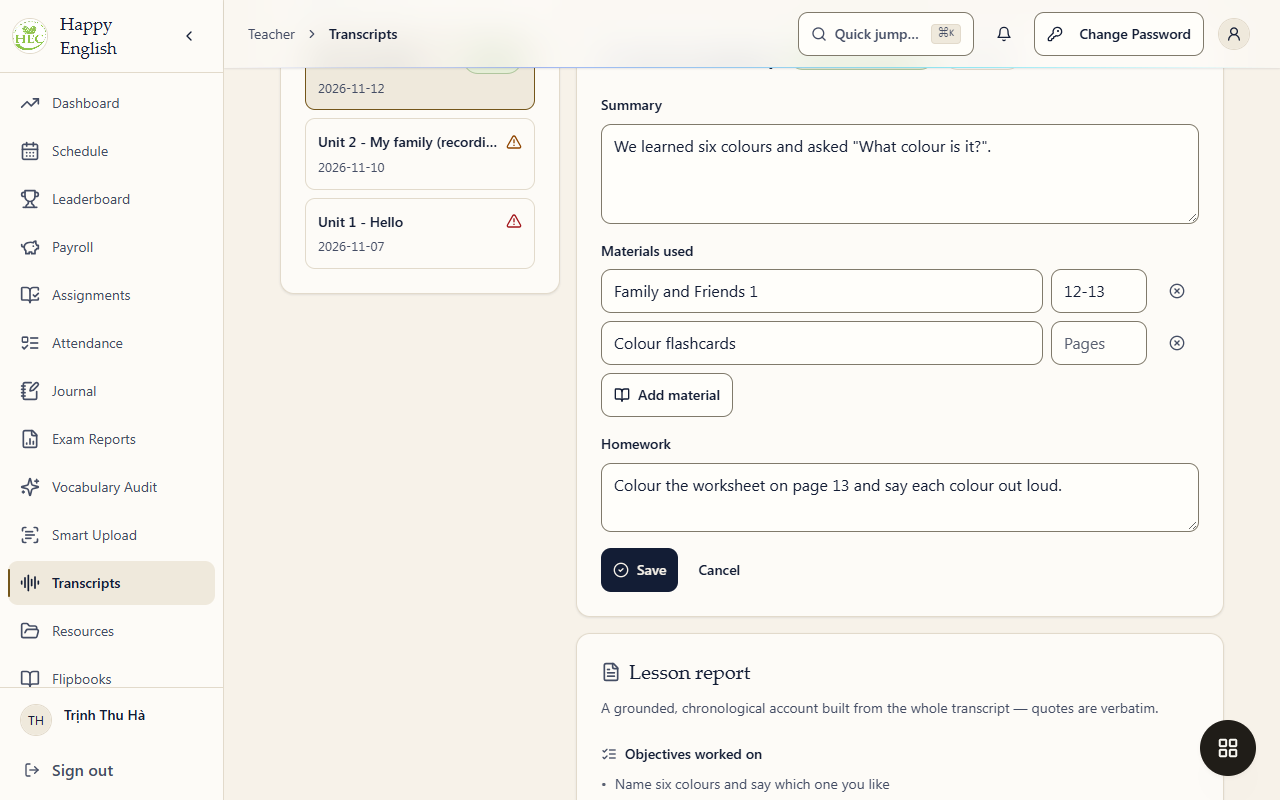 HEC
Happy
English
Teacher
Transcripts
Quick jump...
⌘K
Change Password
Dashboard
Schedule
Leaderboard
Payroll
Assignments
Attendance
Journal
Exam Reports
Vocabulary Audit
Smart Upload
Transcripts
Resources
Flipbooks
TH
Trịnh Thu Hà
Sign out
2026-11-12
Unit 2 - My family (recordi...
2026-11-10
Unit 1 - Hello
2026-11-07
Summary
We learned six colours and asked "What colour is it?".
Materials used
Family and Friends 1
12-13
Colour flashcards
Pages
Add material
Homework
Colour the worksheet on page 13 and say each colour out loud.
Save
Cancel
Lesson report
A grounded, chronological account built from the whole transcript — quotes are verbatim.
Objectives worked on
• Name six colours and say which one you like